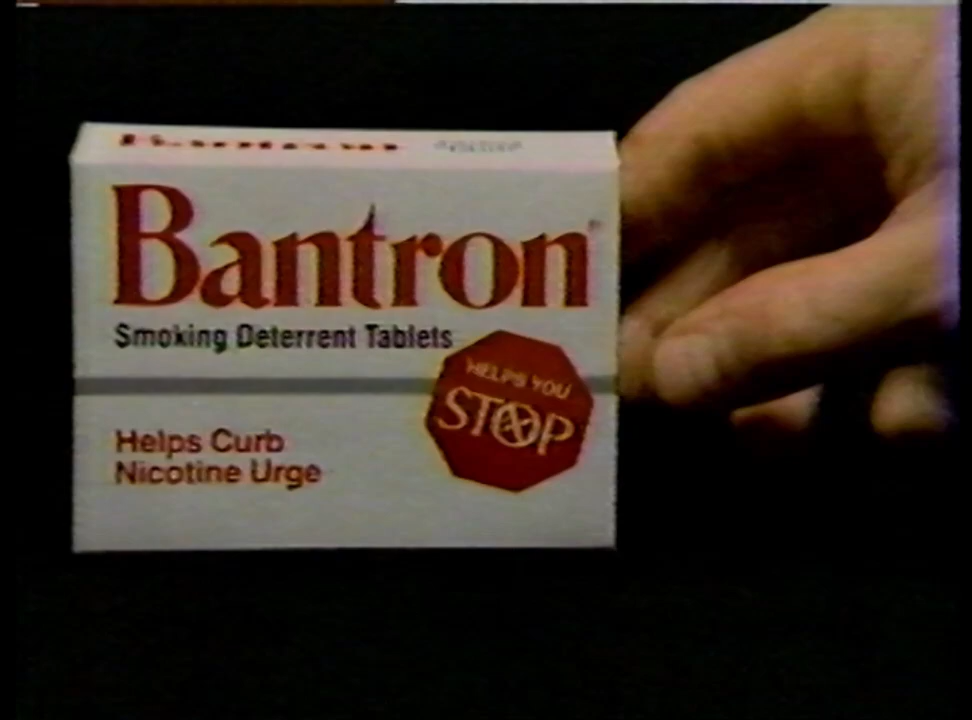 Bantron®
Smoking Deterrent Tablets
HELPS YOU
STOP
Helps Curb
Nicotine Urge